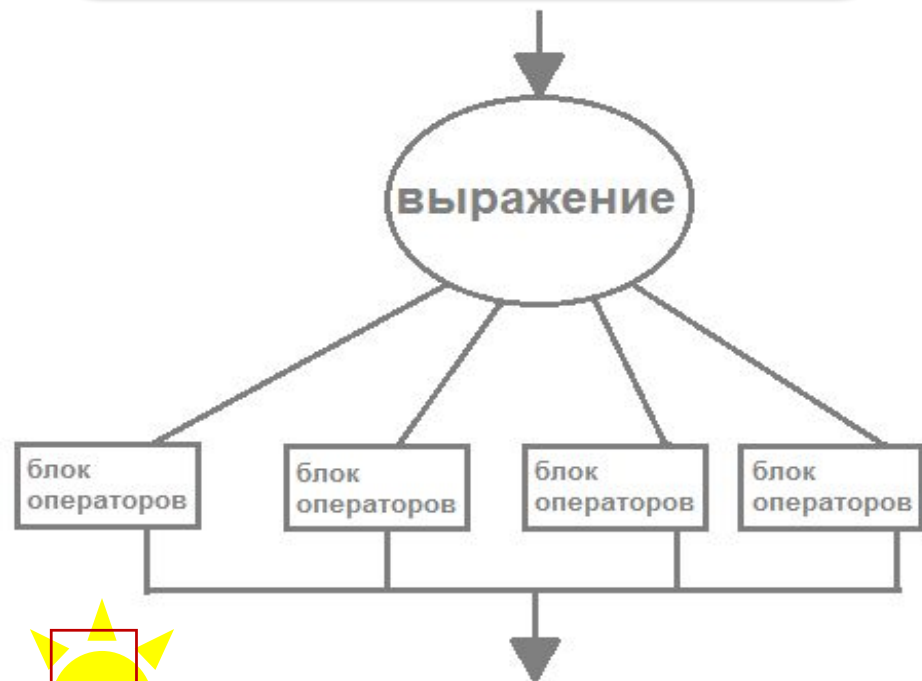 выражение
блок
операторов
блок
операторов
блок
операторов
блок
операторов